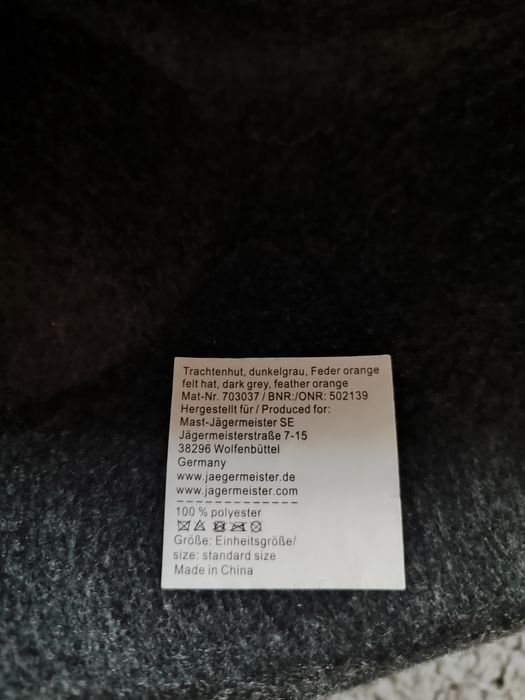 Trachtenhut, dunkelgrau, Feder orange
felt hat, dark grey, feather orange
Mat-Nr. 703037 / BNR:/ONR: 502139
Hergestellt für / Produced for:
Mast-Jägermeister SE
Jägermeisterstraße 7-15
38296 Wolfenbüttel
Germany
www.jaegermeister.de
www.jagermeister.com
100 % polyester
Größe: Einheitsgröße/
size: standard size
Made in China